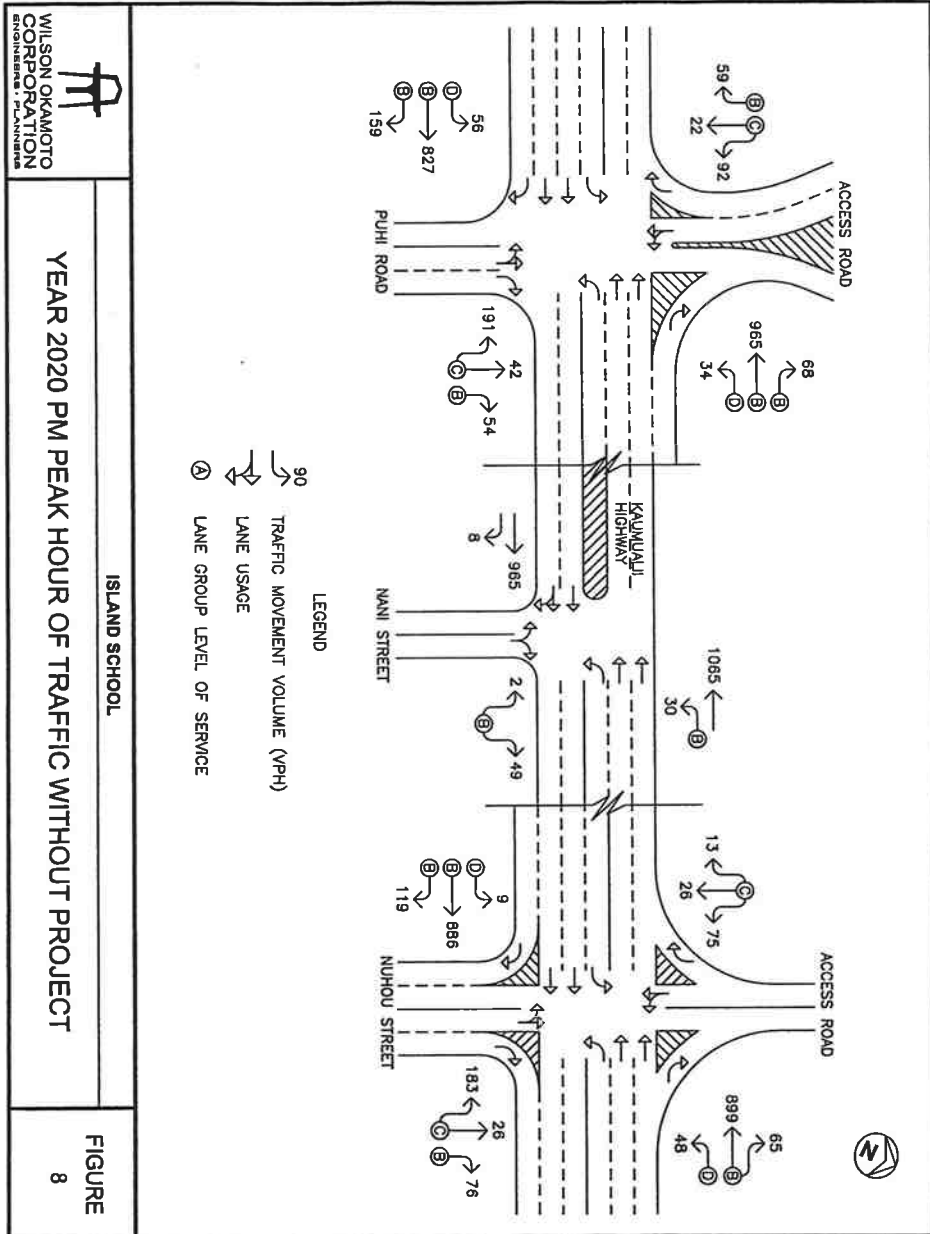 ACCESS ROAD
59
B
C
22
92
PUHI ROAD
56
D
827
B
B
159
68
965
34
B
B
D
191
42
54
C
B
KAUMUALII
HIGHWAY
965
8
NANI STREET
1065
30
B
2
B
49
ACCESS ROAD
13
26
75
C
D
9
B
886
B
119
NUHOU STREET
65
899
48
B
D
183
26
76
C
B
N
LEGEND
90 TRAFFIC MOVEMENT VOLUME (VPH)
LANE USAGE
A LANE GROUP LEVEL OF SERVICE
WILSON OKAMOTO
CORPORATION
ENGINEERS · PLANNERS
ISLAND SCHOOL
YEAR 2020 PM PEAK HOUR OF TRAFFIC WITHOUT PROJECT
FIGURE
8